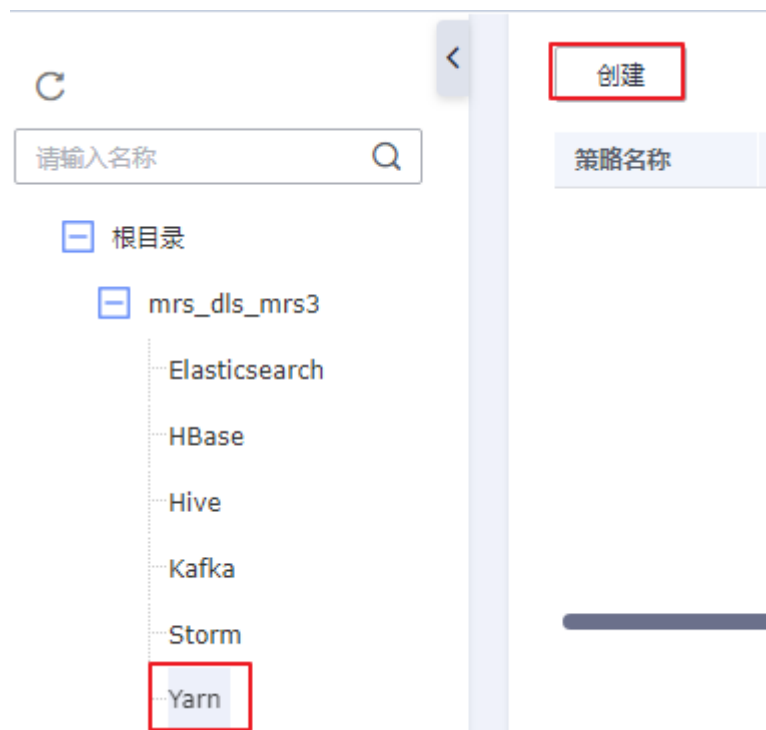 创建
请输入名称
策略名称
根目录
mrs_dls_mrs3
Elasticsearch
HBase
Hive
Kafka
Storm
Yarn